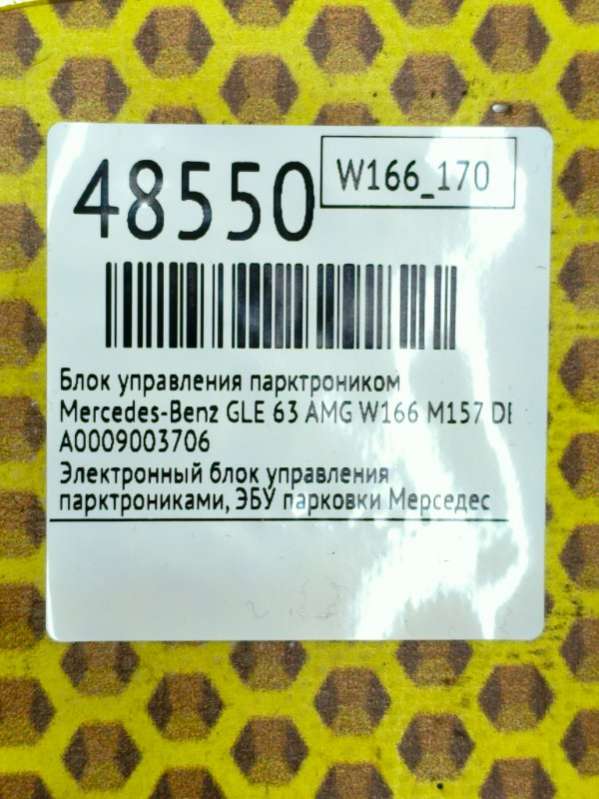 48550
W166_170
Блок управления парктроником
Mercedes-Benz GLE 63 AMG W166 M157 DE
A0009003706
Электронный блок управления
парктрониками, ЭБУ парковки Мерседес